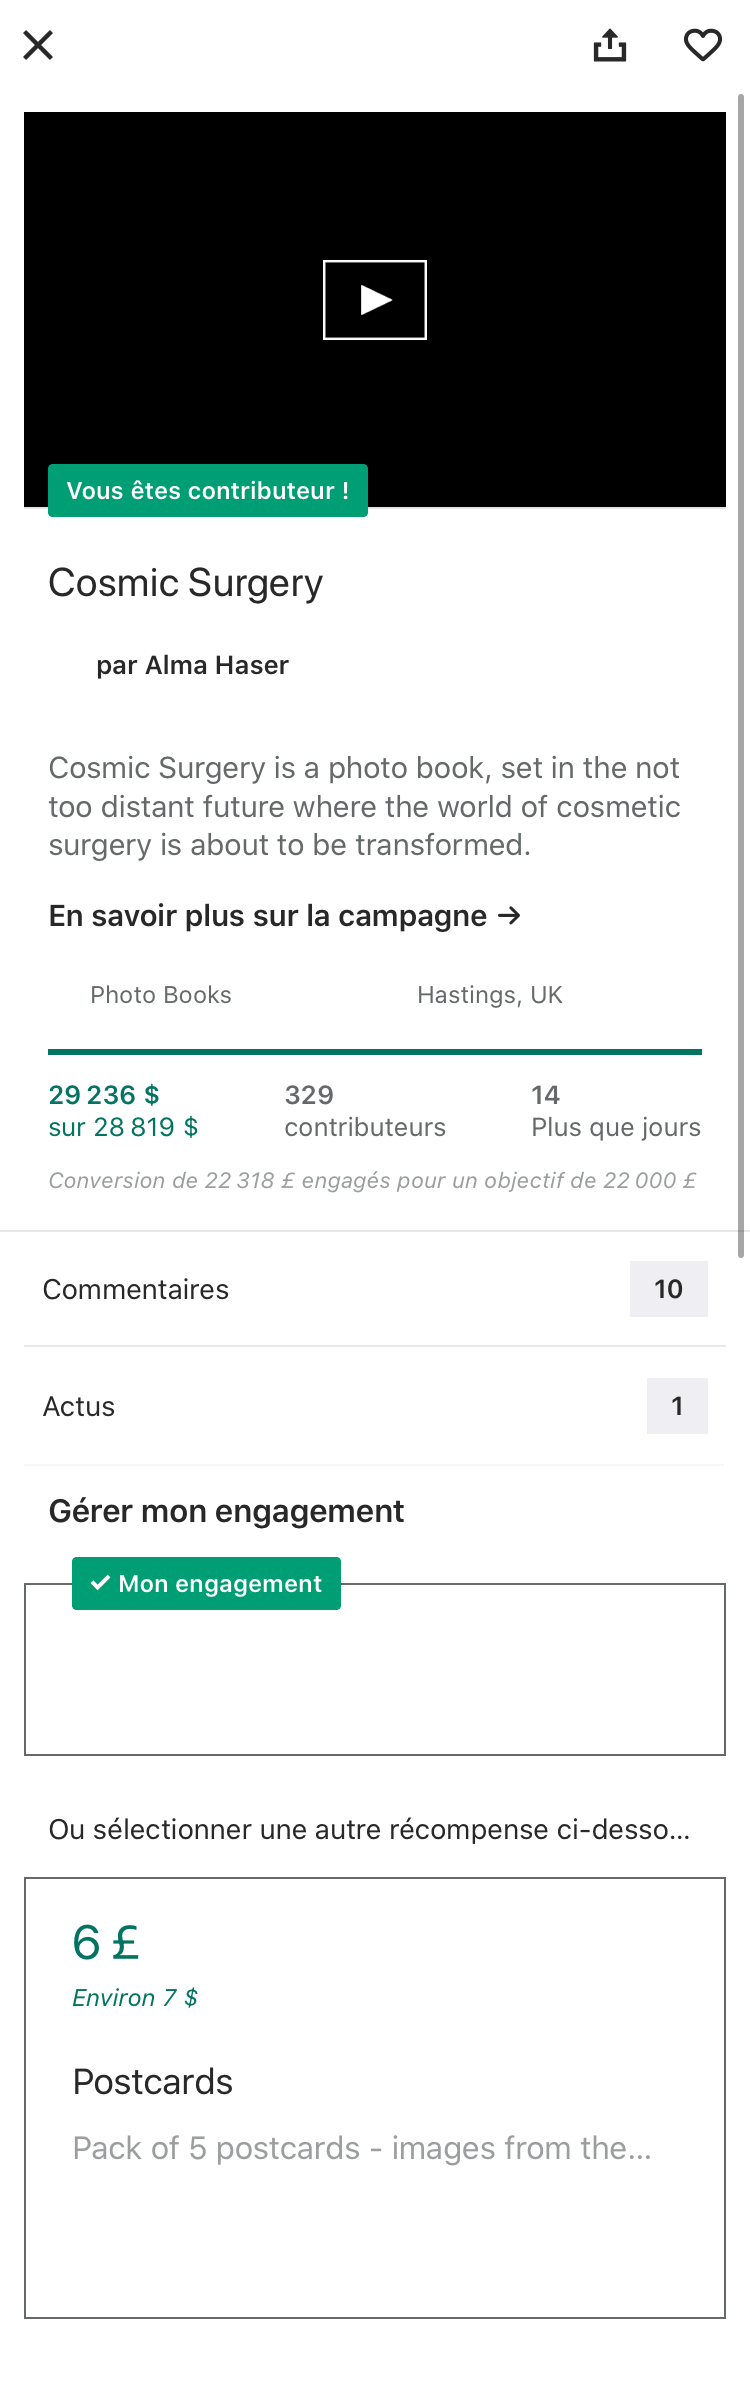 Vous êtes contributeur !
Cosmic Surgery
par Alma Haser
Cosmic Surgery is a photo book, set in the not
too distant future where the world of cosmetic
surgery is about to be transformed.
En savoir plus sur la campagne →
Photo Books
Hastings, UK
29 236 $
sur 28 819 $
329
contributeurs
14
Plus que jours
Conversion de 22 318 £ engagés pour un objectif de 22 000 £
Commentaires
10
Actus
1
Gérer mon engagement
✓ Mon engagement
Ou sélectionner une autre récompense ci-desso...
6 £
Environ 7 $
Postcards
Pack of 5 postcards - images from the...